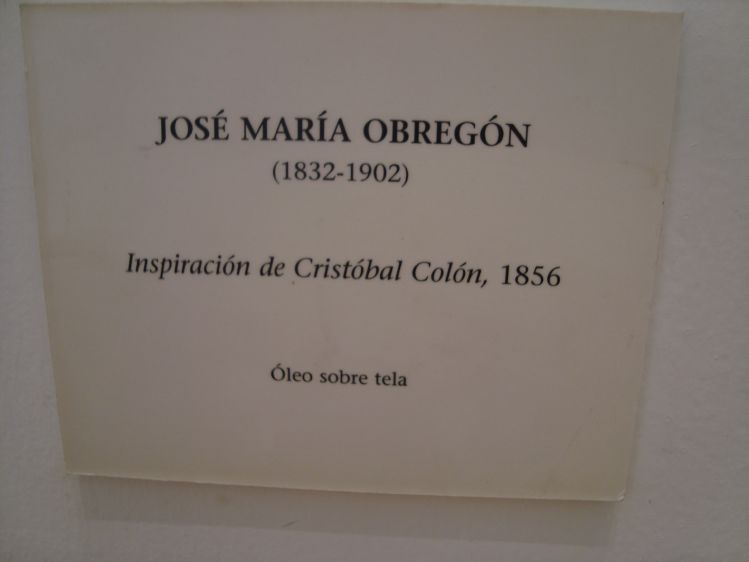 JOSÉ MARÍA OBREGÓN
(1832-1902)
Inspiración de Cristóbal Colón, 1856
Óleo sobre tela